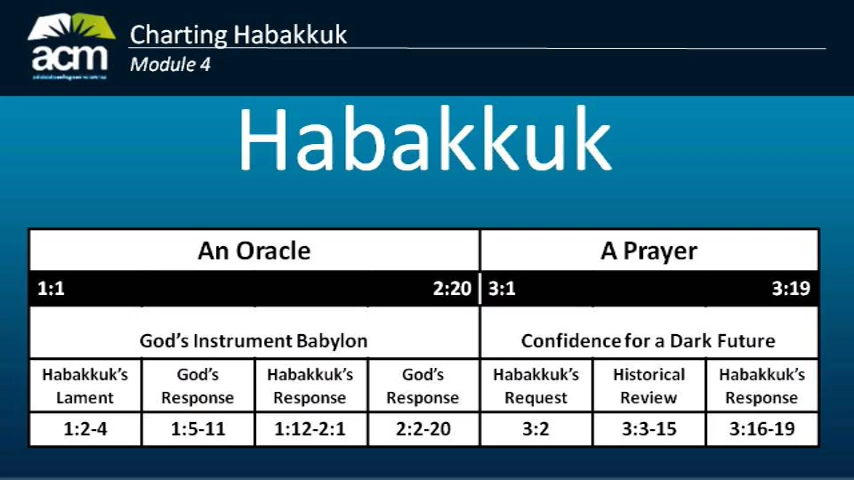 acm
Charting Habakkuk
Module 4
Habakkuk
An Oracle
A Prayer
1:1
2:20
3:1
3:19
God's Instrument Babylon
Confidence for a Dark Future
Habakkuk's
Lament
God's
Response
Habakkuk's
Response
God's
Response
Habakkuk's
Request
Historical
Review
Habakkuk's
Response
1:2-4
1:5-11
1:12-2:1
2:2-20
3:2
3:3-15
3:16-19